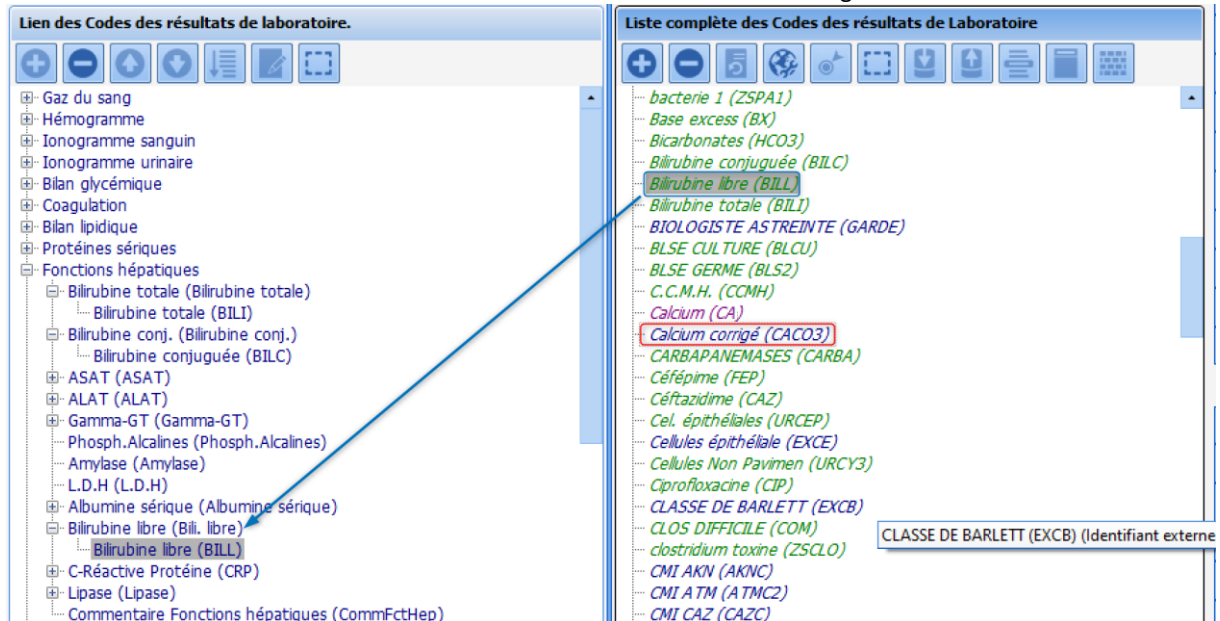 Lien des Codes des résultats de laboratoire.
Gaz du sang
Hémogramme
Ionogramme sanguin
Ionogramme urinaire
Bilan glycémique
Coagulation
Bilan lipidique
Protéines sériques
Fonctions hépatiques
Bilirubine totale (Bilirubine totale)
Bilirubine totale (BILI)
Bilirubine conj. (Bilirubine conj.)
Bilirubine conjuguée (BILC)
ASAT (ASAT)
ALAT (ALAT)
Gamma-GT (Gamma-GT)
Phosph.Alcalines (Phosph.Alcalines)
Amylase (Amylase)
L.D.H (L.D.H)
Albumine sérique (Albumine sérique)
Bilirubine libre (Bili. libre)
Bilirubine libre (BILL)
C-Réactive Protéine (CRP)
Lipase (Lipase)
Commentaire Fonctions hépatiques (CommFctHep)
Liste complète des Codes des résultats de Laboratoire
bacterie 1 (ZSPA1)
Base excess (BX)
Bicarbonates (HCO3)
Bilirubine conjuguée (BILC)
Bilirubine libre (BILL)
Bilirubine totale (BILI)
BIOLOGISTE ASTREINTE (GARDE)
BLSE CULTURE (BLCU)
BLSE GERME (BLS2)
C.C.M.H. (CCMH)
Calcium (CA)
Calcium corrigé (CACO3)
CARBAPANEMASES (CARBA)
Céfépime (FEP)
Céftazidime (CAZ)
Cel. épithéliales (URCEP)
Cellules épithéliale (EXCE)
Cellules Non Pavimen (URCY3)
Ciprofloxacine (CIP)
CLASSE DE BARLETT (EXCB)
CLOS DIFFICILE (COM)
CLASSE DE BARLETT (EXCB) (Identifiant externe
clostridium toxine (ZSCLO)
CMI AKN (AKNC)
CMI ATM (ATMC2)
CMI CAZ (CAZC)